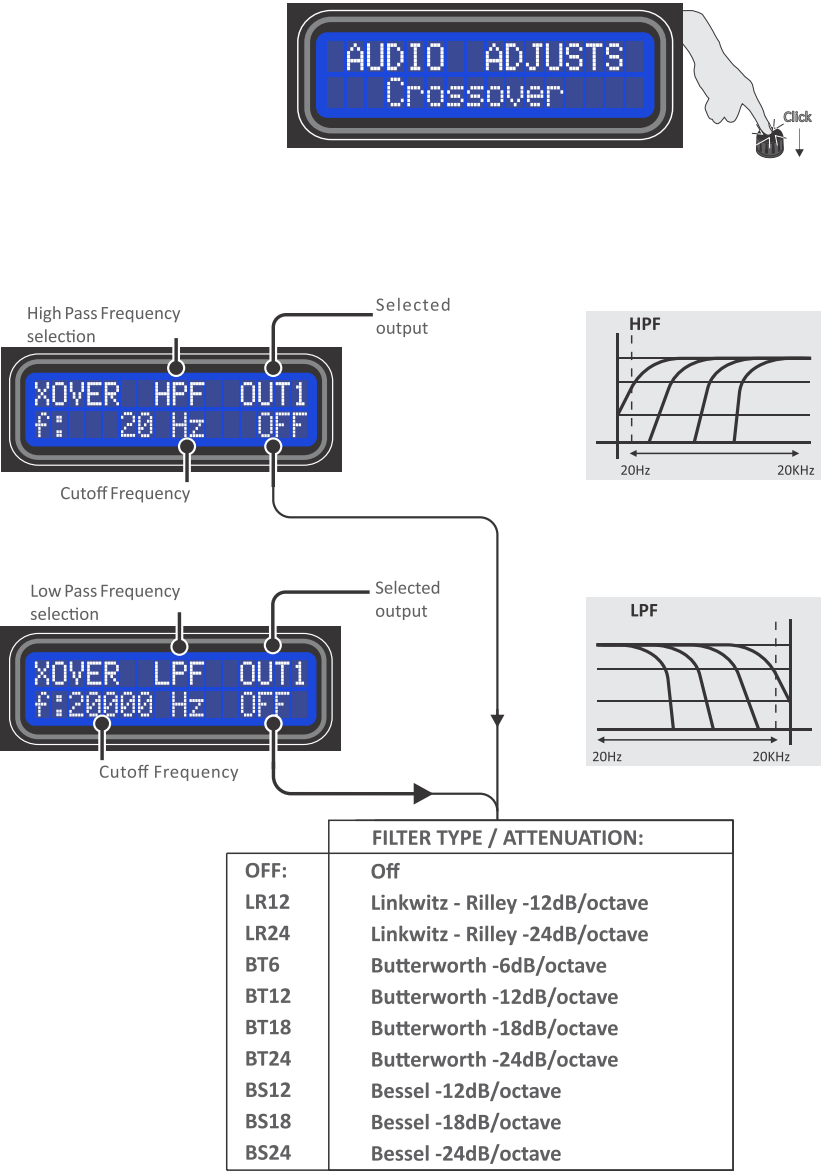 AUDIO ADJUSTS
Crossover
Click
High Pass Frequency
selection
Selected
output
XOVER HPF OUT1
f: 20 Hz OFF
Cutoff Frequency
HPF
20Hz 20KHz
Low Pass Frequency
selection
Selected
output
XOVER LPF OUT1
f:20000 Hz OFF
Cutoff Frequency
LPF
20Hz 20KHz
FILTER TYPE / ATTENUATION:
OFF: Off
LR12 Linkwitz - Rilley -12dB/octave
LR24 Linkwitz - Rilley -24dB/octave
BT6 Butterworth -6dB/octave
BT12 Butterworth -12dB/octave
BT18 Butterworth -18dB/octave
BT24 Butterworth -24dB/octave
BS12 Bessel -12dB/octave
BS18 Bessel -18dB/octave
BS24 Bessel -24dB/octave